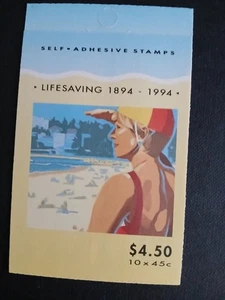 SELF • ADHESIVE STAMPS
• LIFESAVING 1894 - 1994 •
$4.50
10 x 45c